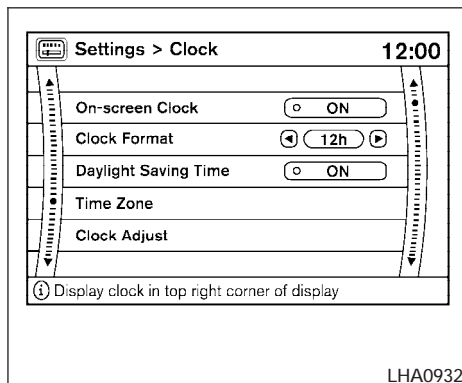 Settings > Clock 12:00
On-screen Clock ON
Clock Format 12h
Daylight Saving Time ON
Time Zone
Clock Adjust
i Display clock in top right corner of display
LHA0932